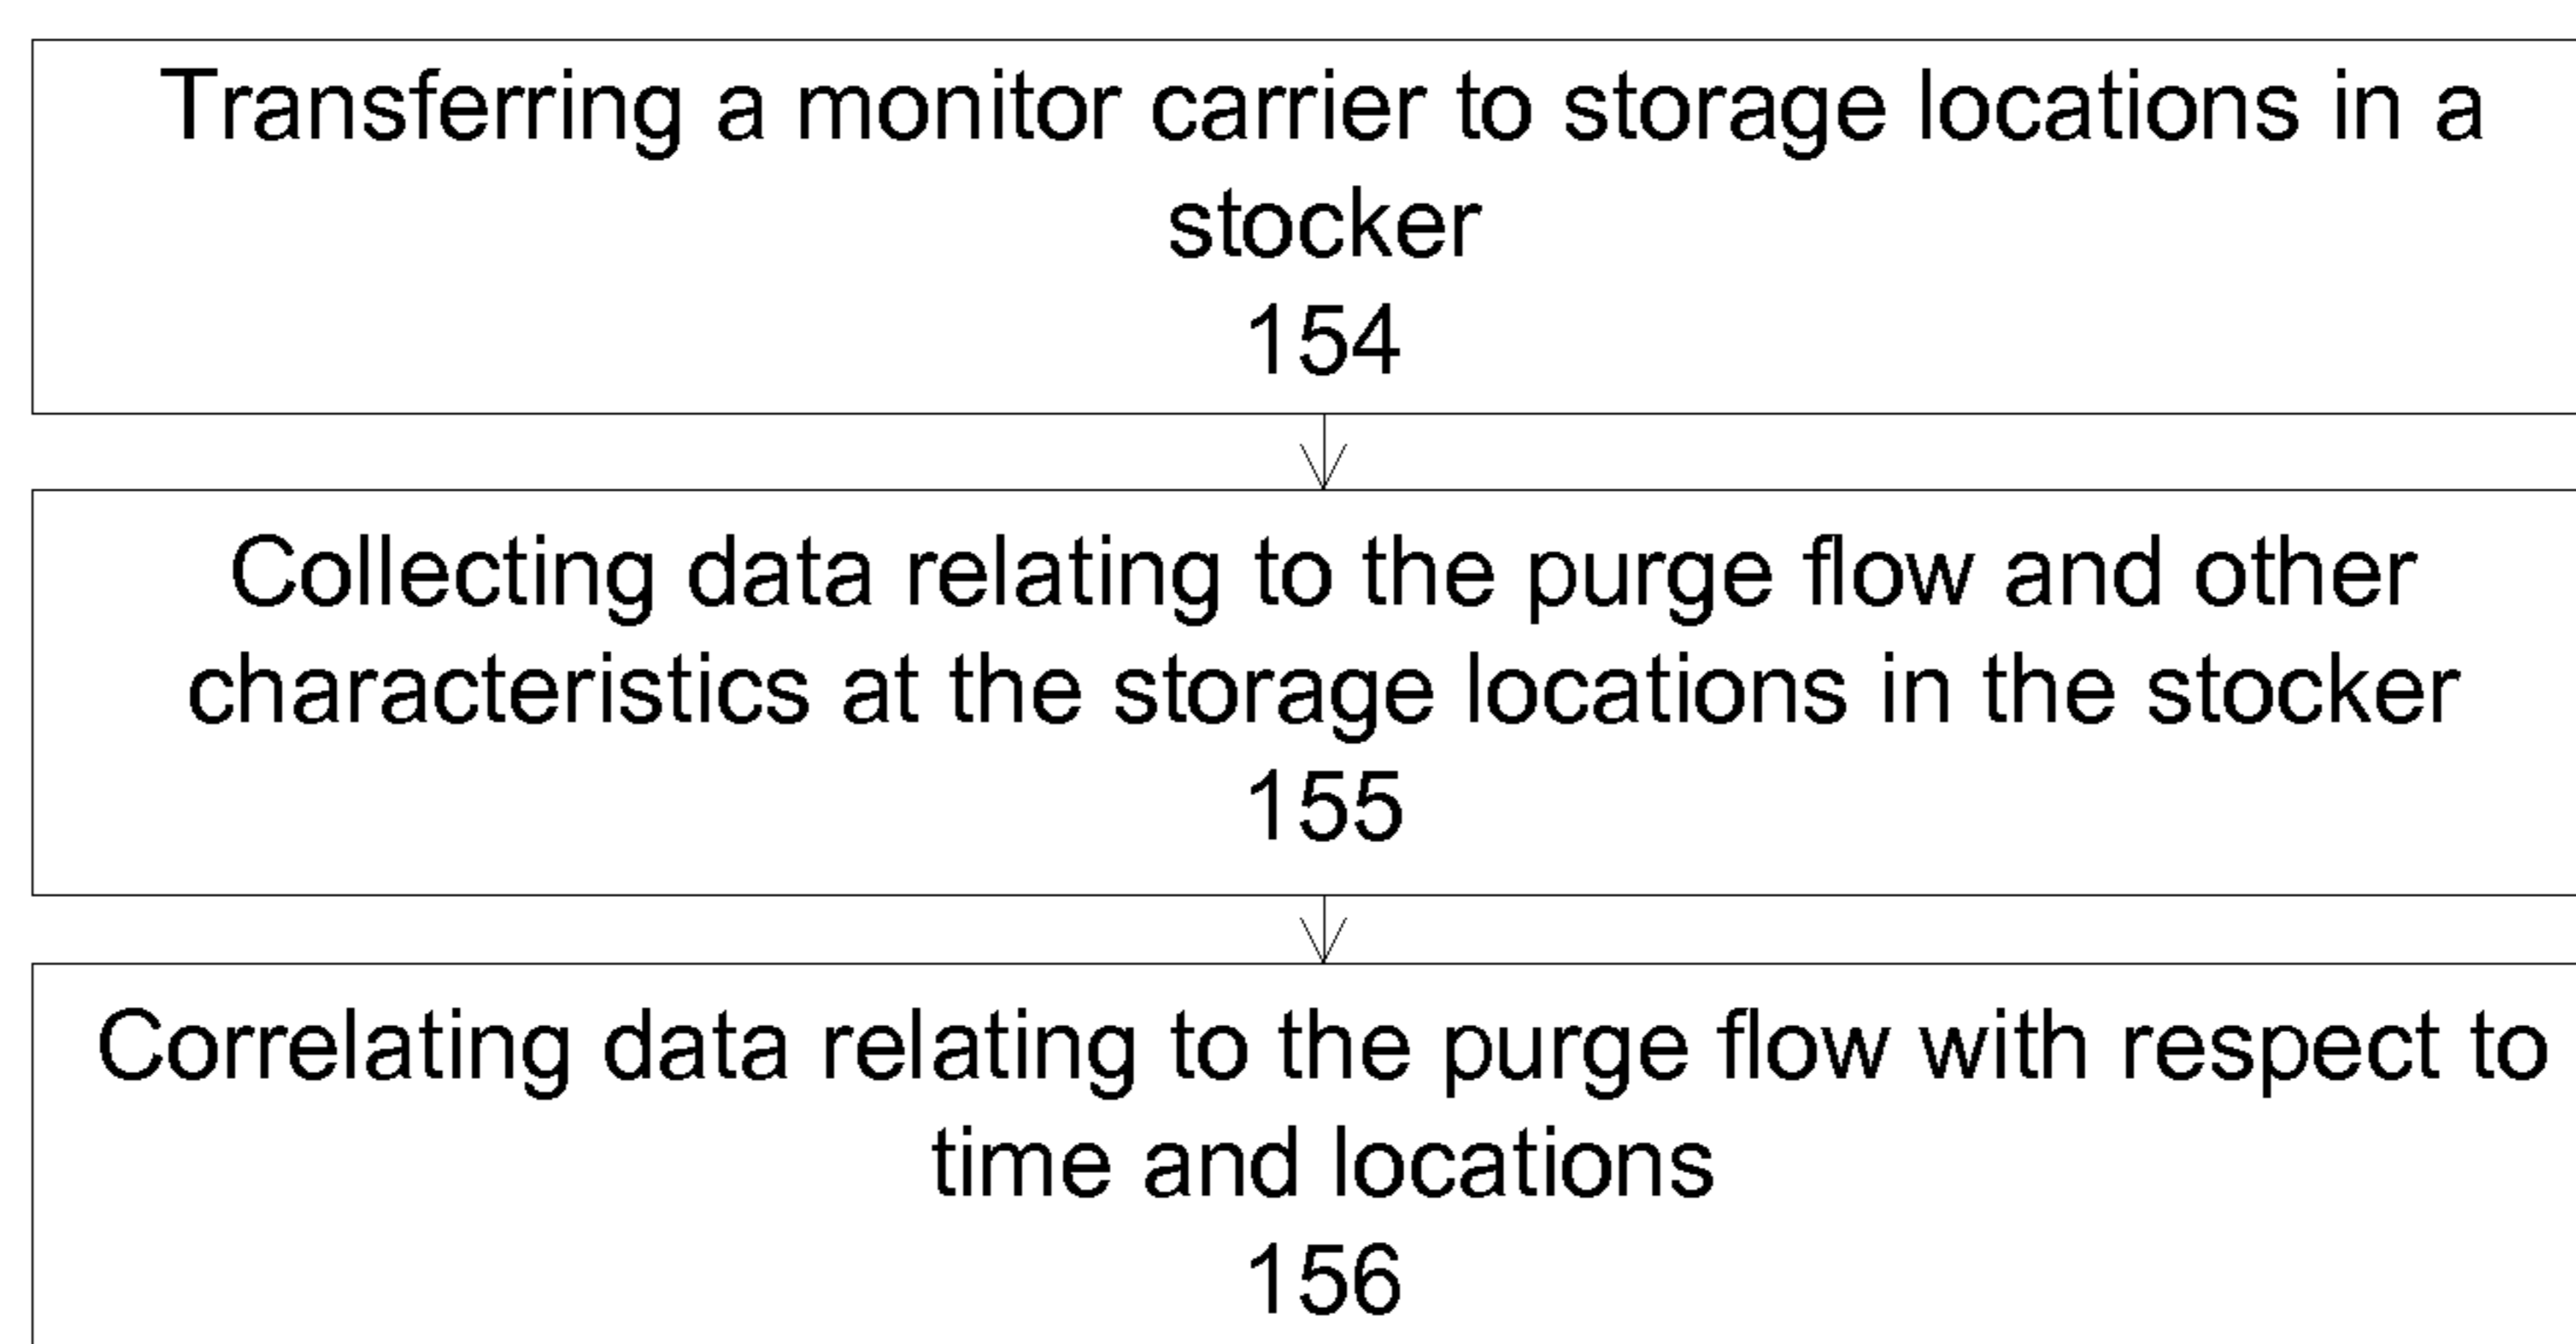 Transferring a monitor carrier to storage locations in a
stocker
154
Collecting data relating to the purge flow and other
characteristics at the storage locations in the stocker
155
Correlating data relating to the purge flow with respect to
time and locations
156